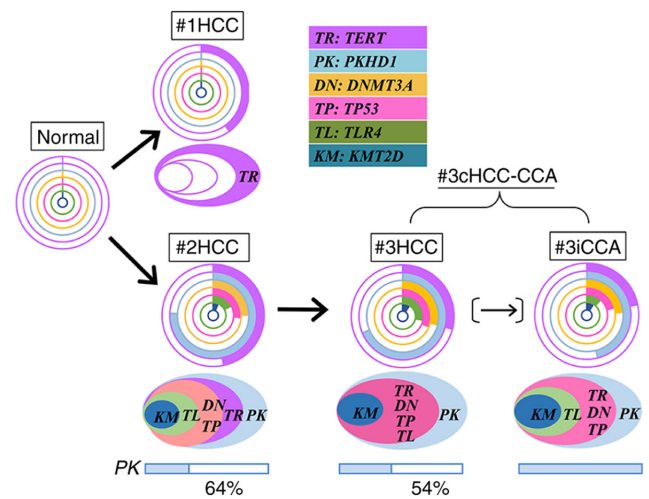 #1HCC
TR: TERT
PK: PKHD1
DN: DNMT3A
TP: TP53
TL: TLR4
KM: KMT2D
Normal
TR
#3cHCC-CCA
#2HCC
#3HCC
#3iCCA
KM TL DN TP TR PK
KM TR DN TP TL PK
KM TL TR DN TP PK
PK
64%
54%